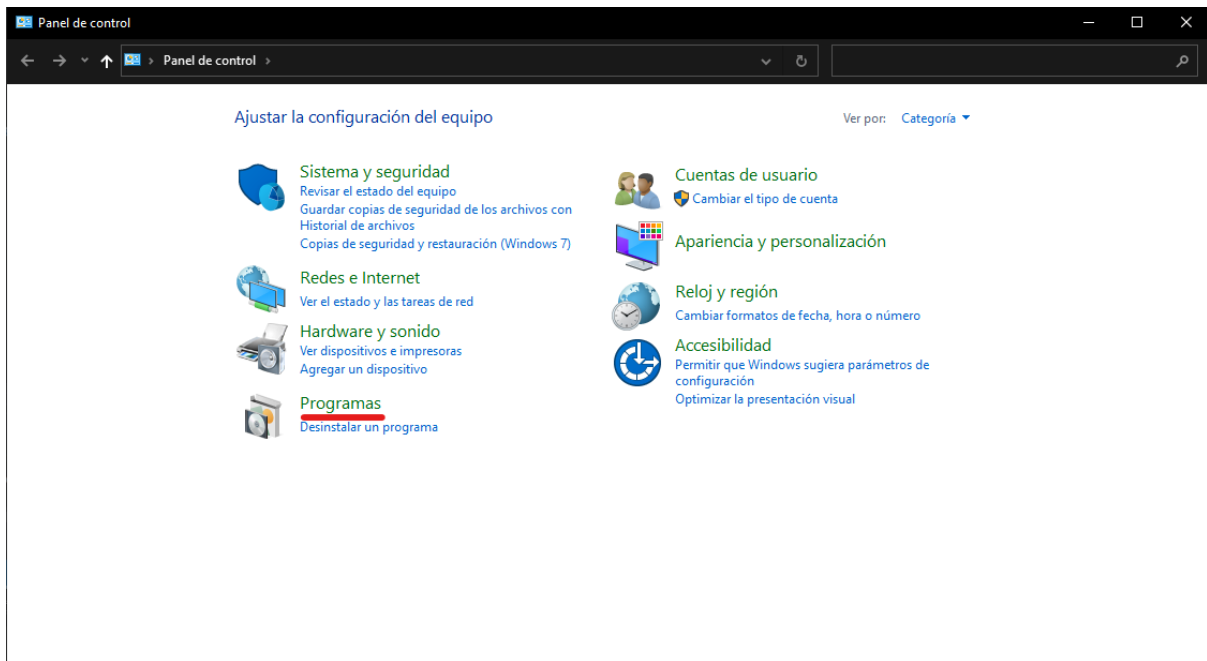 Panel de control
Panel de control
Ajustar la configuración del equipo
Ver por: Categoría
Sistema y seguridad
Revisar el estado del equipo
Guardar copias de seguridad de los archivos con
Historial de archivos
Copias de seguridad y restauración (Windows 7)
Redes e Internet
Ver el estado y las tareas de red
Hardware y sonido
Ver dispositivos e impresoras
Agregar un dispositivo
Programas
Desinstalar un programa
Cuentas de usuario
Cambiar el tipo de cuenta
Apariencia y personalización
Reloj y región
Cambiar formatos de fecha, hora o número
Accesibilidad
Permitir que Windows sugiera parámetros de
configuración
Optimizar la presentación visual